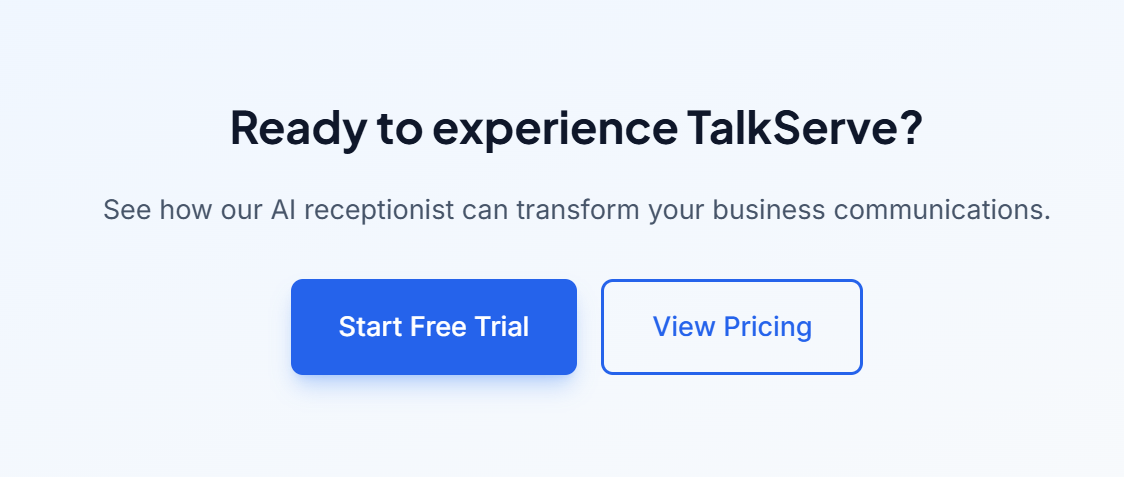 Ready to experience TalkServe?
See how our AI receptionist can transform your business communications.
Start Free Trial
View Pricing